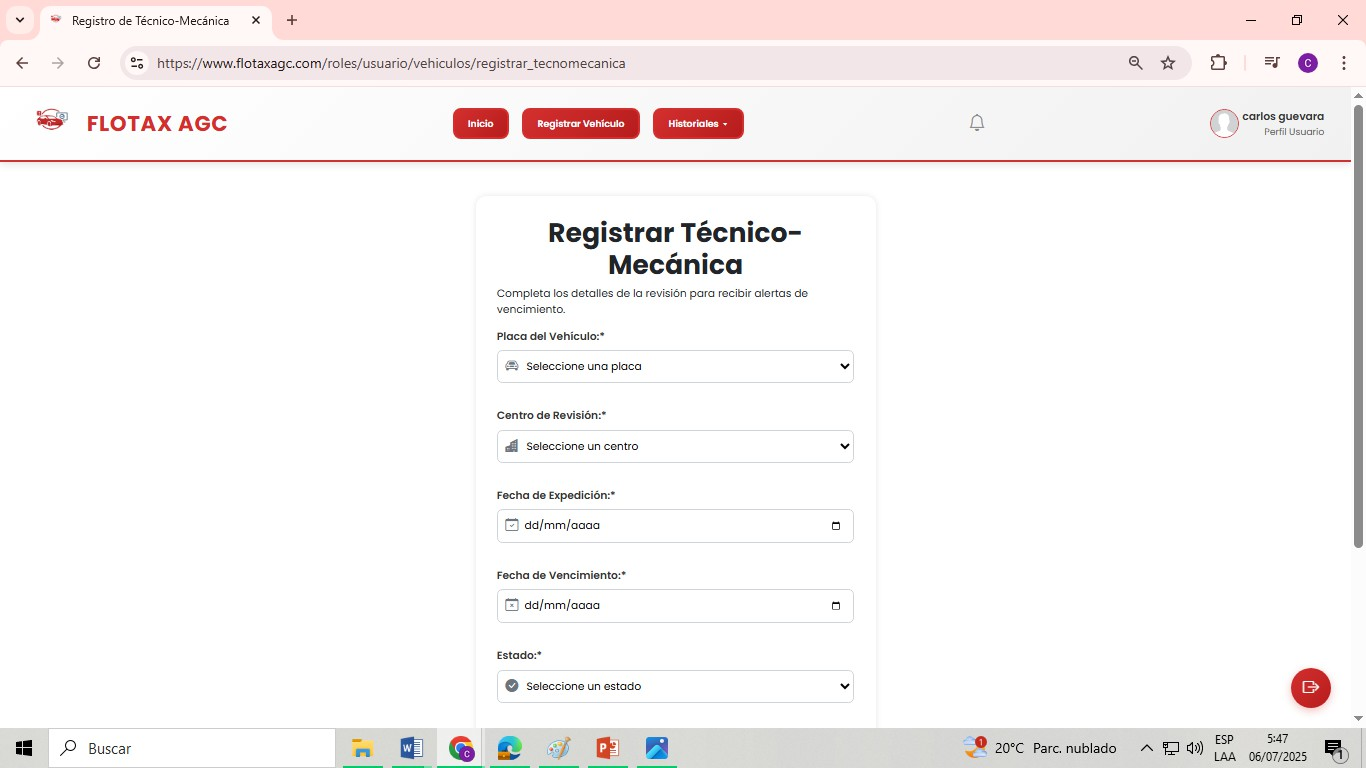 Registro de Técnico-Mecánica
https://www.flotaxagc.com/roles/usuario/vehiculos/registrar_tecnomecanica
C
FLOTAX AGC
Inicio
Registrar Vehículo
Historiales
carlos guevara
Perfil Usuario
Registrar Técnico-
Mecánica
Completa los detalles de la revisión para recibir alertas de
vencimiento.
Placa del Vehículo:*
Seleccione una placa
Centro de Revisión:*
Seleccione un centro
Fecha de Expedición:*
dd/mm/aaaa
Fecha de Vencimiento:*
dd/mm/aaaa
Estado:*
Seleccione un estado
Buscar
1
20°C Parc. nublado
ESP
LAA
5:47
06/07/2025
1